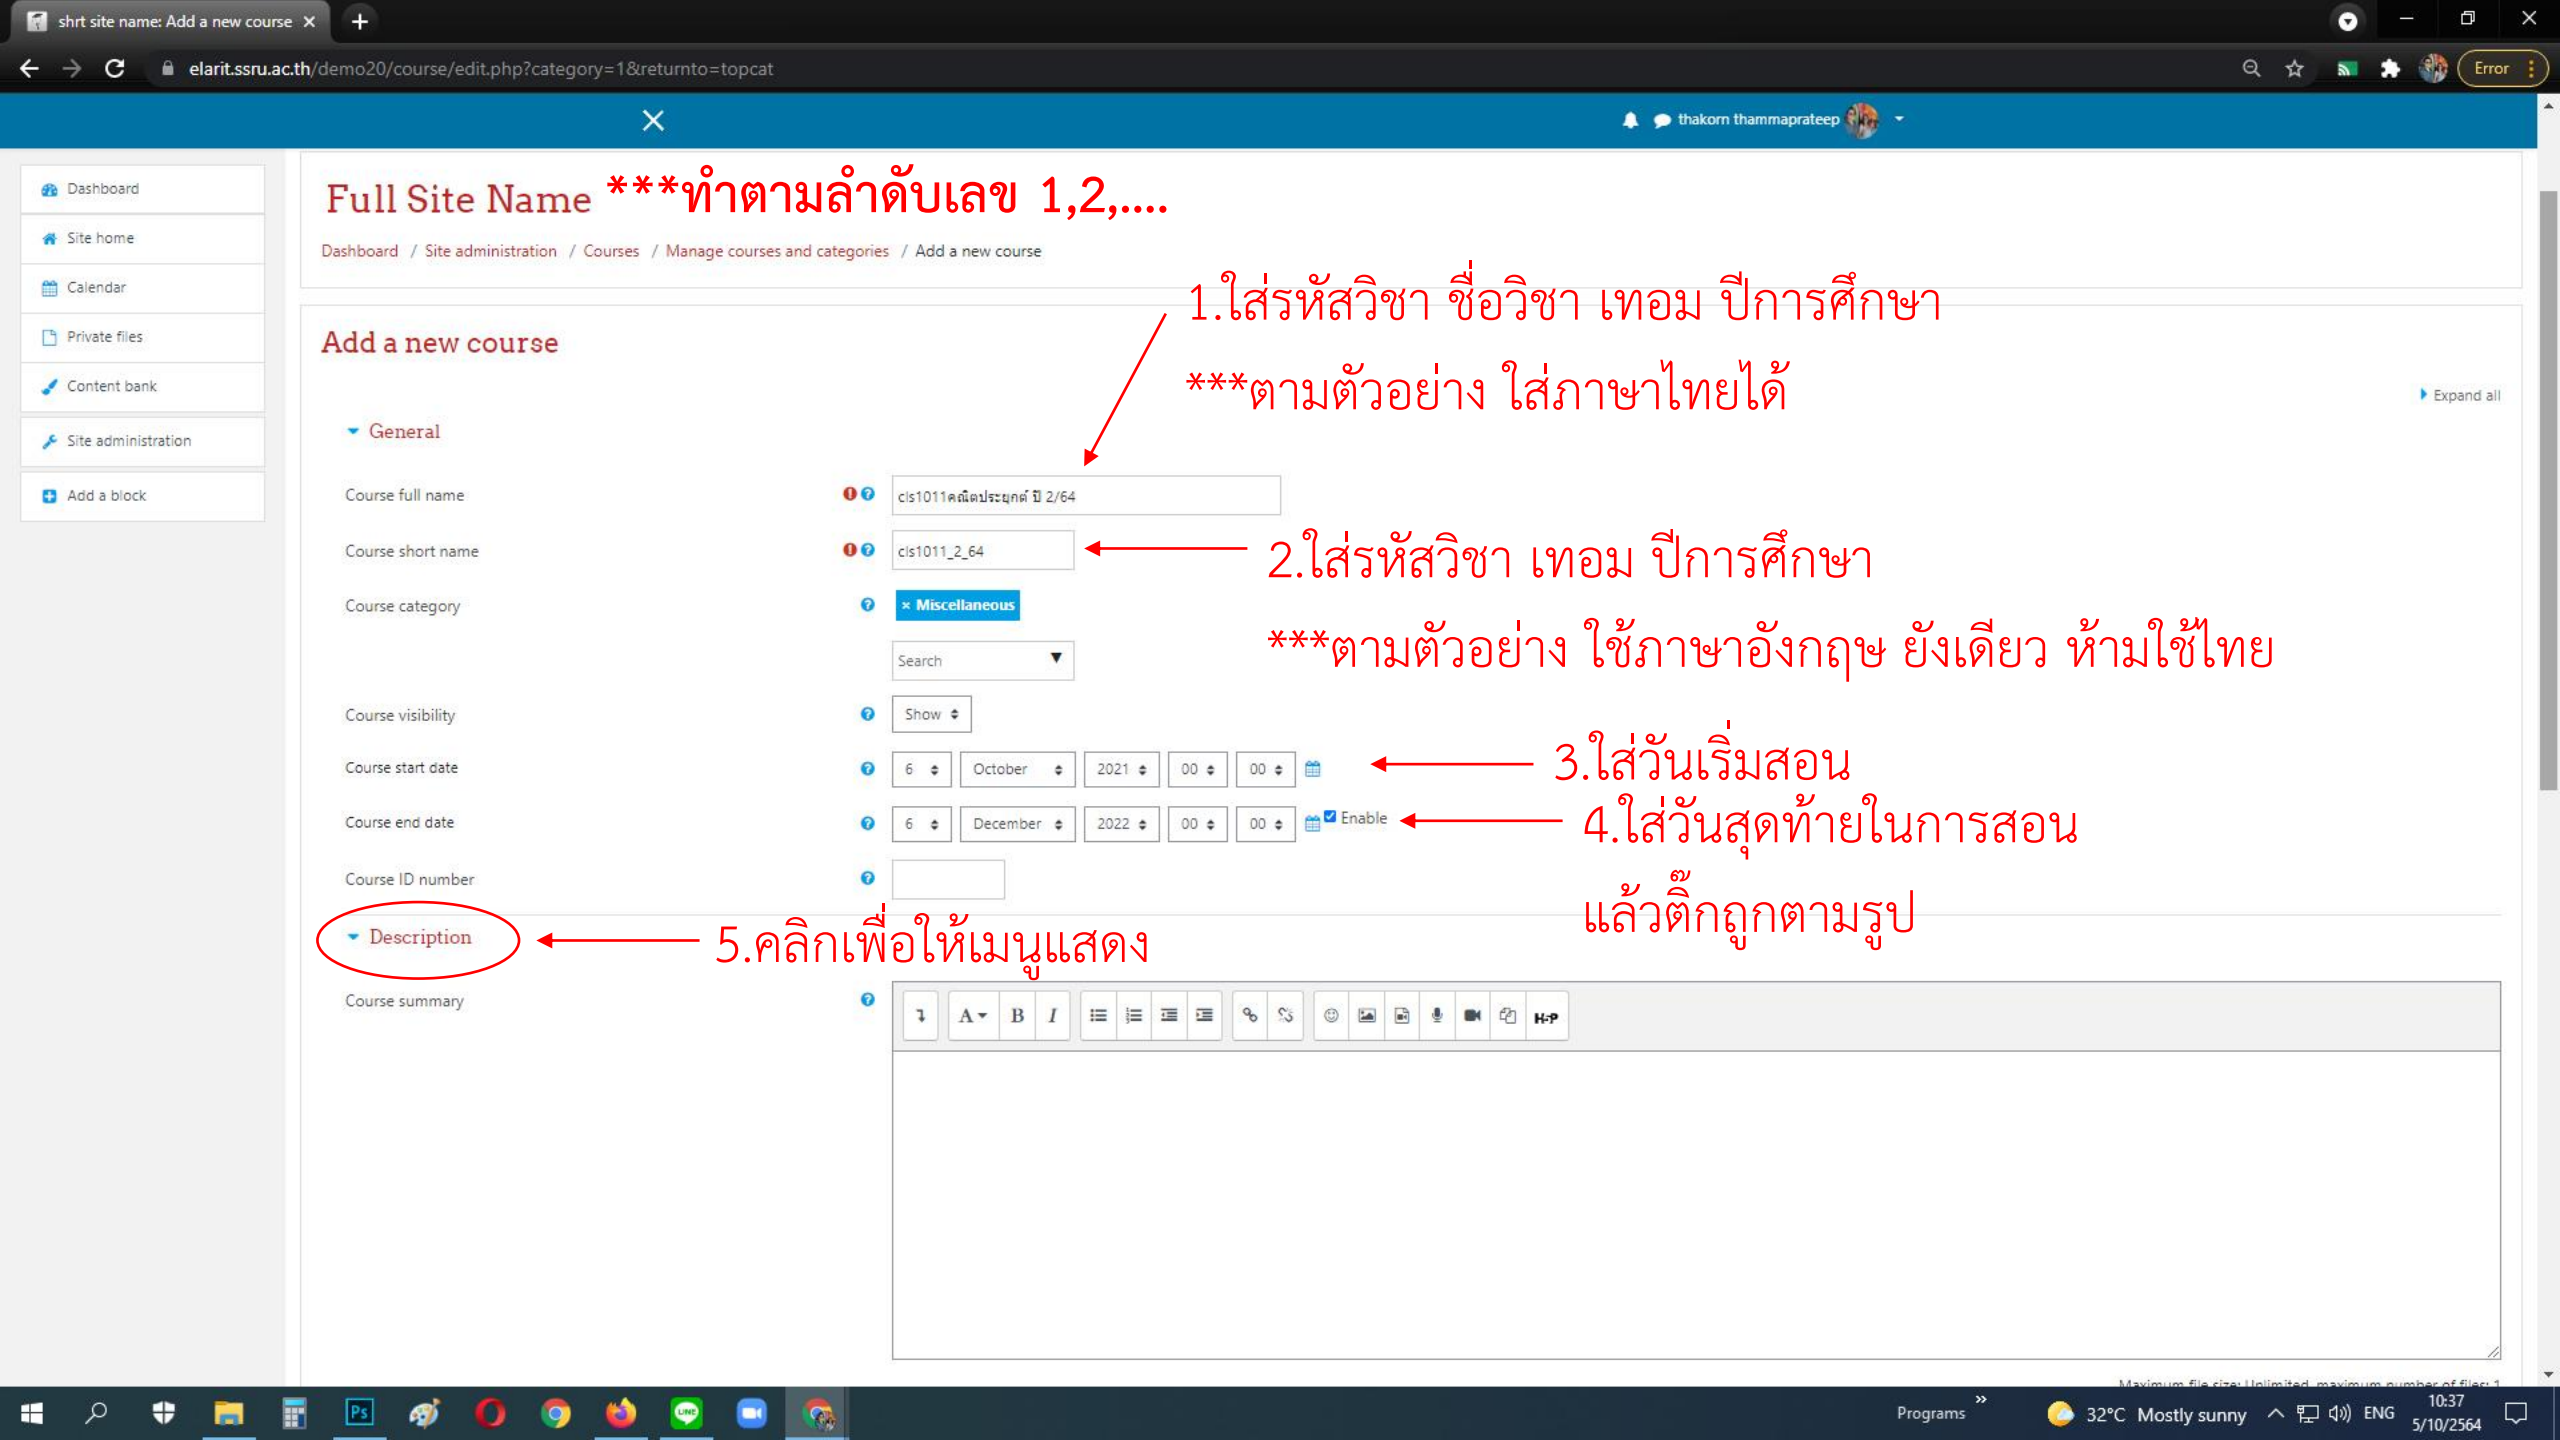 shrt site name: Add a new course
elarit.ssru.ac.th/demo20/course/edit.php?category=1&returnto=topcat
Error
thakorn thammaprateep
Dashboard
Site home
Calendar
Private files
Content bank
Site administration
Add a block
Full Site Name ***ทำตามลำดับเลข 1,2,....
Dashboard / Site administration / Courses / Manage courses and categories / Add a new course
1.ใส่รหัสวิชา ชื่อวิชา เทอม ปีการศึกษา
***ตามตัวอย่าง ใส่ภาษาไทยได้
Add a new course
Expand all
General
Course full name
cis1011คณิตประยุกต์ ปี 2/64
Course short name
cis1011_2_64
2.ใส่รหัสวิชา เทอม ปีการศึกษา
***ตามตัวอย่าง ใช้ภาษาอังกฤษ ยังเดียว ห้ามใช้ไทย
Course category
× Miscellaneous
Search
Course visibility
Show
Course start date
6 October 2021 00 00
3.ใส่วันเริ่มสอน
Course end date
6 December 2022 00 00 Enable
4.ใส่วันสุดท้ายในการสอน
แล้วติ๊กถูกตามรูป
Course ID number
Description
5.คลิกเพื่อให้เมนูแสดง
Course summary
A B I H-P
Maximum file size: Unlimited, maximum number of files: 1
Ps
LINE
Programs
32°C Mostly sunny
ENG
10:37
5/10/2564